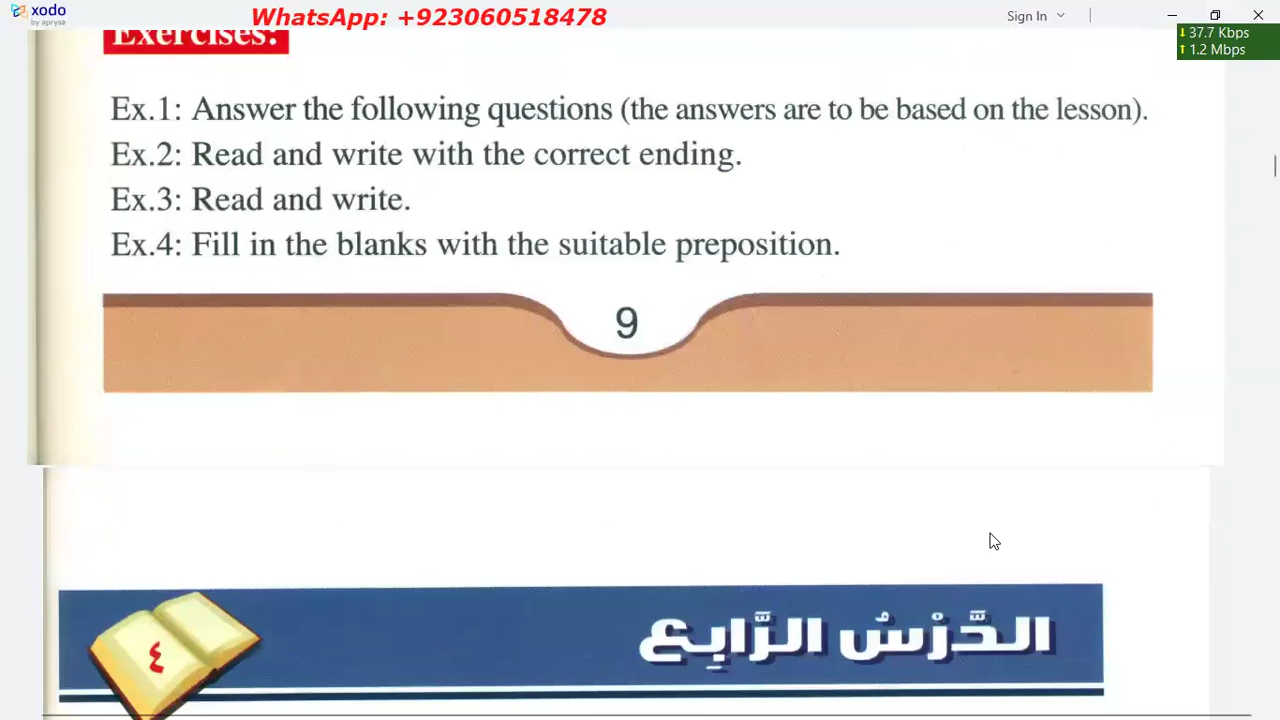 xodo
by apryse
WhatsApp: +923060518478
Sign In
37.7 Kbps
1.2 Mbps
Exercises:
Ex.1: Answer the following questions (the answers are to be based on the lesson).
Ex.2: Read and write with the correct ending.
Ex.3: Read and write.
Ex.4: Fill in the blanks with the suitable preposition.
9
الدَّرْسُ الرَّابِع
٤